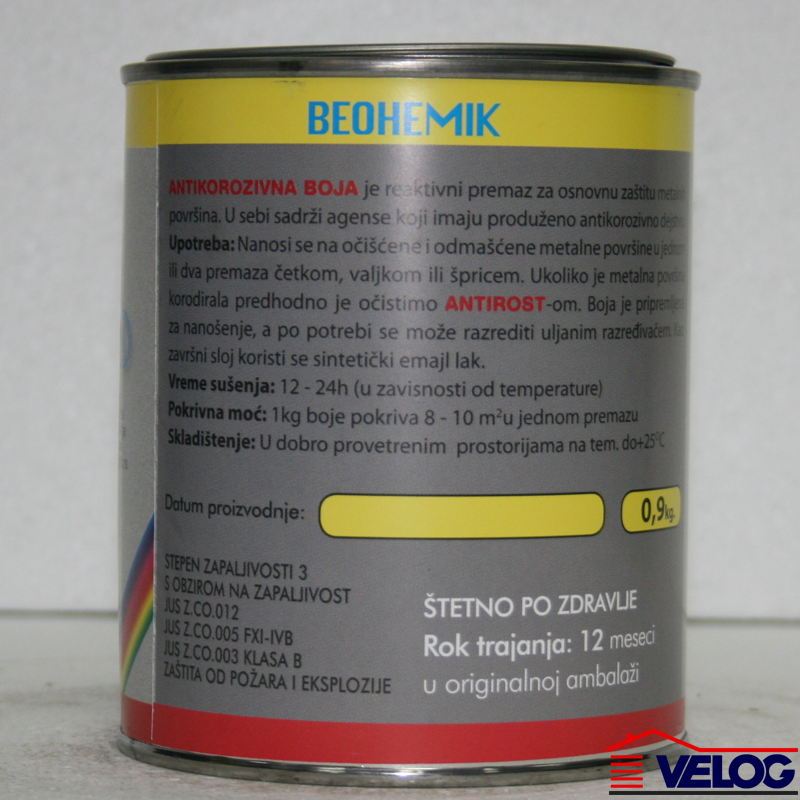 BEOHEMIK
ANTIKOROZIVNA BOJA je reaktivni premaz za osnovnu zaštitu
površina. U sebi sadrži agense koji imaju produženo antikorozivno
Upotreba: Nanosi se na očišćene i odmašćene metalne površine u
ili dva premaza četkom, valjkom ili špricem. Ukoliko je metalna
korodirala predhodno je očistimo ANTIROST-om. Boja je
za nanošenje, a po potrebi se može razrediti uljanim razređivačem.
završni sloj koristi se sintetički emajl lak.
Vreme sušenja: 12 - 24h (u zavisnosti od temperature)
Pokrivna moć: 1kg boje pokriva 8 - 10 m²u jednom premazu
Skladištenje: U dobro provetrenim prostorijama na tem. do+25°C
Datum proizvodnje:
0,9kg.
STEPEN ZAPALJIVOSTI 3
S OBZIROM NA ZAPALJIVOST
JUS Z.CO.012
JUS Z.CO.005 FXI-IVB
JUS Z.CO.003 KLASA B
ZAŠTITA OD POŽARA I EKSPLOZIJE
ŠTETNO PO ZDRAVLJE
Rok trajanja: 12 meseci
u originalnoj ambalaži
VELOG